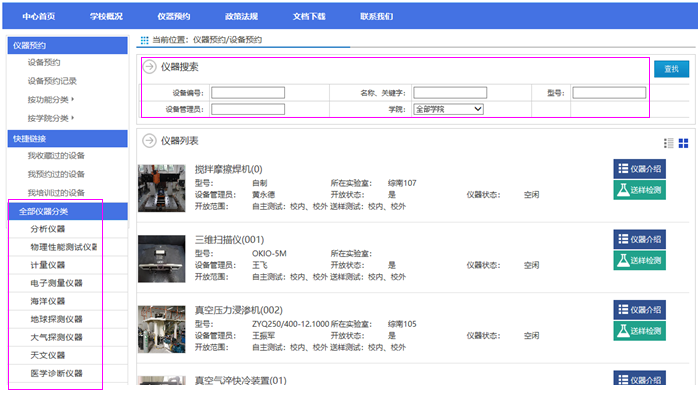 中心首页 学校概况 仪器预约 政策法规 文档下载 联系我们
仪器预约
设备预约
设备预约记录
按功能分类
按学院分类
快捷链接
我收藏过的设备
我预约过的设备
我培训过的设备
全部仪器分类
分析仪器
物理性能测试仪器
计量仪器
电子测量仪器
海洋仪器
地球探测仪器
大气探测仪器
天文仪器
医学诊断仪器
当前位置：仪器预约/设备预约
仪器搜索
查找
设备编号： 名称、关键字： 型号：
设备管理员： 学院： 全部学院
仪器列表
搅拌摩擦焊机(0)
型号： 自制 所在实验室： 综南107
设备管理员： 黄永德 开放状态： 是 仪器状态： 空闲
开放范围： 自主测试：校内、校外 送样测试：校内、校外
仪器介绍
送样检测
三维扫描仪(001)
型号： OKIO-5M 所在实验室：
设备管理员： 王飞 开放状态： 是 仪器状态： 空闲
开放范围： 自主测试：校内、校外 送样测试：校内、校外
仪器介绍
送样检测
真空压力浸渗机(002)
型号： ZYQ250/400-12.1000 所在实验室： 综南105
设备管理员： 王振军 开放状态： 是 仪器状态： 空闲
开放范围： 自主测试：校内、校外 送样测试：校内、校外
仪器介绍
送样检测
真空气淬快冷装置(01)
仪器介绍